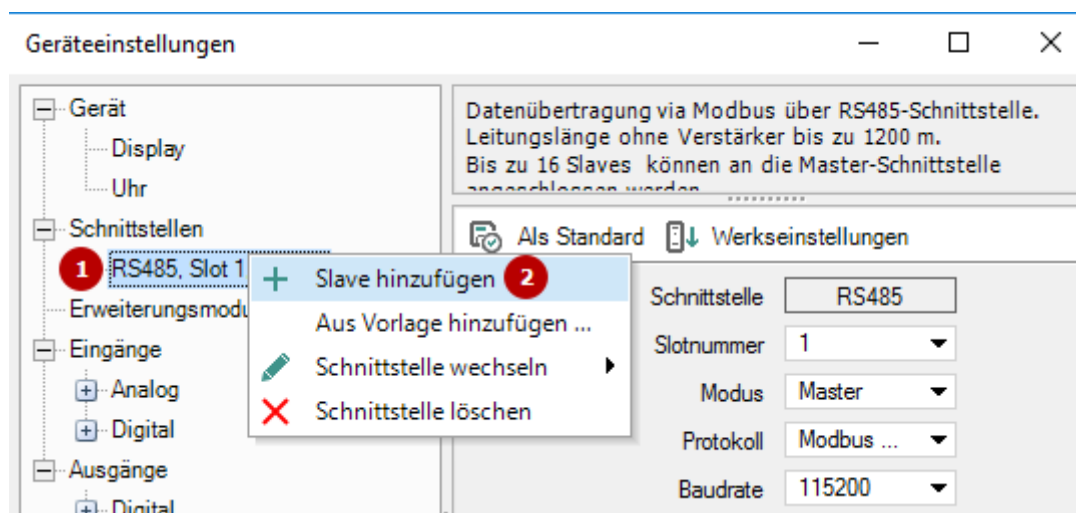 Geräteeinstellungen
Gerät
Display
Uhr
Schnittstellen
1
RS485, Slot 1
Erweiterungsmodu
Eingänge
Analog
Digital
Ausgänge
Digital
Slave hinzufügen
2
Aus Vorlage hinzufügen ...
Schnittstelle wechseln
Schnittstelle löschen
Datenübertragung via Modbus über RS485-Schnittstelle.
Leitungslänge ohne Verstärker bis zu 1200 m.
Bis zu 16 Slaves können an die Master-Schnittstelle
angeschlossen werden
Als Standard
Werkseinstellungen
Schnittstelle RS485
Slotnummer 1
Modus Master
Protokoll Modbus ...
Baudrate 115200